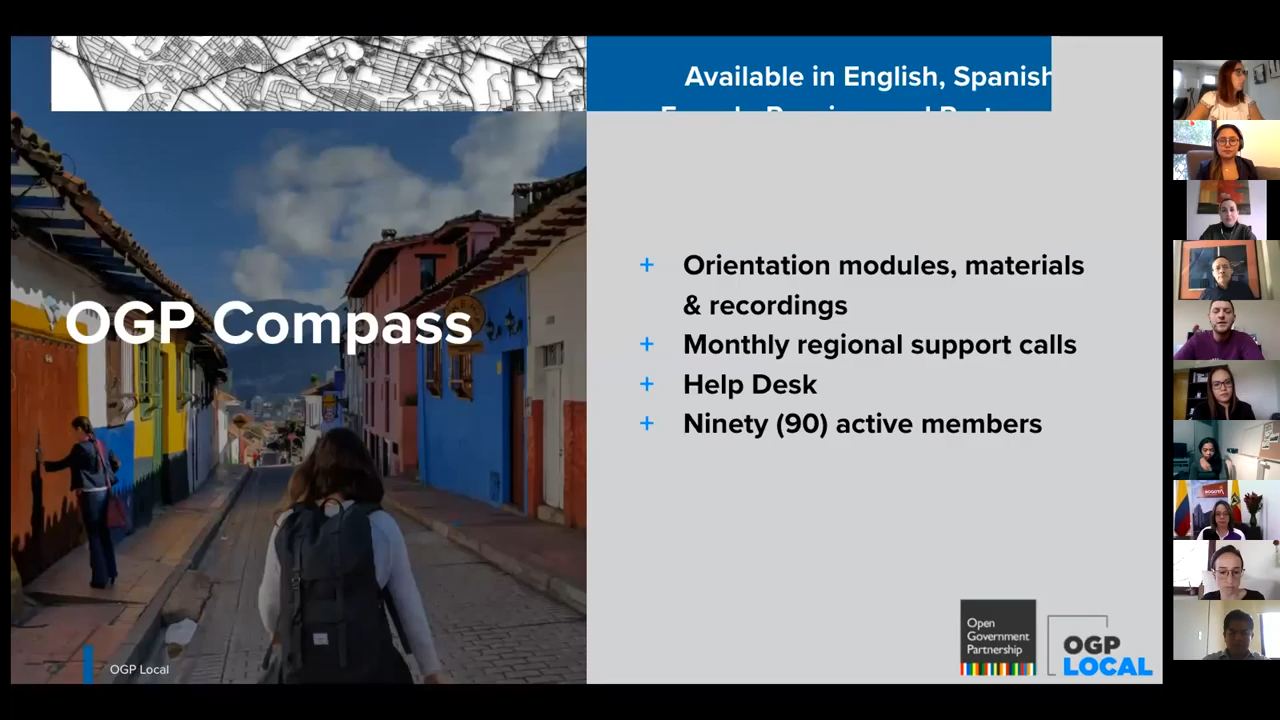 Available in English, Spanish
OGP Compass
+ Orientation modules, materials
& recordings
+ Monthly regional support calls
+ Help Desk
+ Ninety (90) active members
OGP Local
Open
Government
Partnership
OGP
LOCAL
BOGOTÁ